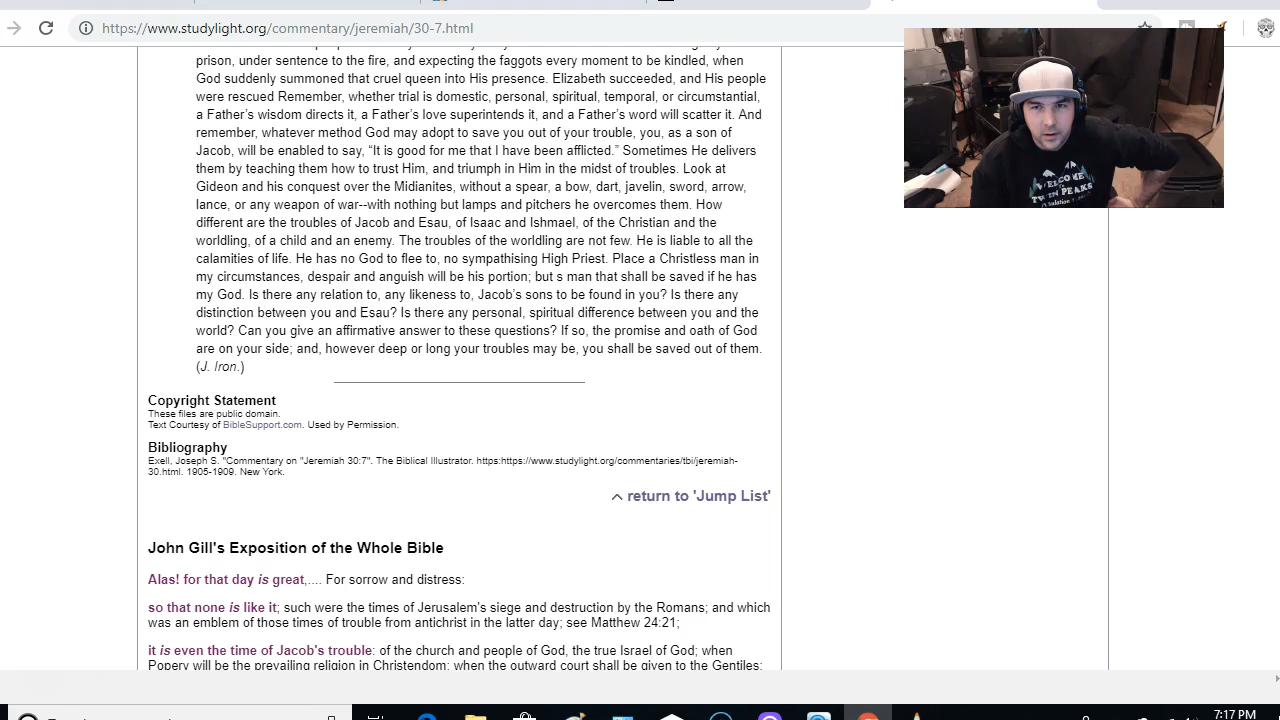 https://www.studylight.org/commentary/jeremiah/30-7.html
prison, under sentence to the fire, and expecting the faggots every moment to be kindled, when
God suddenly summoned that cruel queen into His presence. Elizabeth succeeded, and His people
were rescued Remember, whether trial is domestic, personal, spiritual, temporal, or circumstantial,
a Father's wisdom directs it, a Father's love superintends it, and a Father's word will scatter it. And
remember, whatever method God may adopt to save you out of your trouble, you, as a son of
Jacob, will be enabled to say, “It is good for me that I have been afflicted.” Sometimes He delivers
them by teaching them how to trust Him, and triumph in Him in the midst of troubles. Look at
Gideon and his conquest over the Midianites, without a spear, a bow, dart, javelin, sword, arrow,
lance, or any weapon of war--with nothing but lamps and pitchers he overcomes them. How
different are the troubles of Jacob and Esau, of Isaac and Ishmael, of the Christian and the
worldling, of a child and an enemy. The troubles of the worldling are not few. He is liable to all the
calamities of life. He has no God to flee to, no sympathising High Priest. Place a Christless man in
my circumstances, despair and anguish will be his portion; but s man that shall be saved if he has
my God. Is there any relation to, any likeness to, Jacob's sons to be found in you? Is there any
distinction between you and Esau? Is there any personal, spiritual difference between you and the
world? Can you give an affirmative answer to these questions? If so, the promise and oath of God
are on your side; and, however deep or long your troubles may be, you shall be saved out of them.
(J. Iron.)
Copyright Statement
These files are public domain.
Text Courtesy of BibleSupport.com. Used by Permission.
Bibliography
Exell, Joseph S. "Commentary on "Jeremiah 30:7". The Biblical Illustrator. https:https://www.studylight.org/commentaries/tbi/jeremiah-
30.html. 1905-1909. New York.
return to 'Jump List'
John Gill's Exposition of the Whole Bible
Alas! for that day is great,.... For sorrow and distress:
so that none is like it; such were the times of Jerusalem's siege and destruction by the Romans; and which
was an emblem of those times of trouble from antichrist in the latter day; see Matthew 24:21;
it is even the time of Jacob's trouble: of the church and people of God, the true Israel of God; when
Popery will be the prevailing religion in Christendom; when the outward court shall be given to the Gentiles;
WELCOME
TWIN PEAKS
7:17 PM